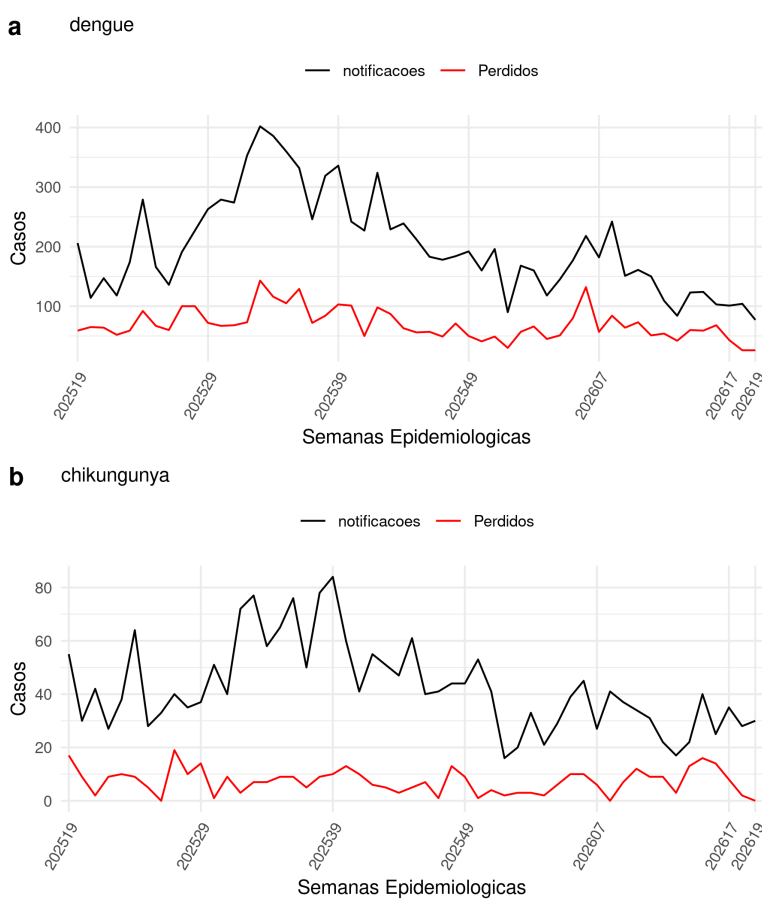 a dengue
notificacoes Perdidos
Casos
400
300
200
100
202519 202529 202539 202549 202607 202617 202619
Semanas Epidemiologicas
b chikungunya
notificacoes Perdidos
Casos
80
60
40
20
0
202519 202529 202539 202549 202607 202617 202619
Semanas Epidemiologicas